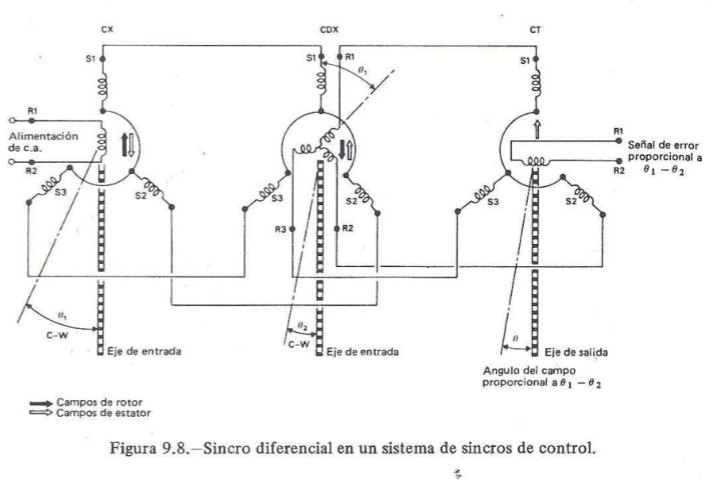 CX
CDX
CT
S1
S1
R1
θ₁
S1
R1
Alimentación
de c.a.
R2
S3
S2
S3
S2
R3
R2
S3
S2
R1
R2
Señal de error
proporcional a
θ₁ − θ₂
θ₁
C-W
Eje de entrada
θ₂
C-W
Eje de entrada
θ
Eje de salida
Angulo del campo
proporcional a θ₁ − θ₂
Campos de rotor
Campos de estator
Figura 9.8.—Sincro diferencial en un sistema de sincros de control.